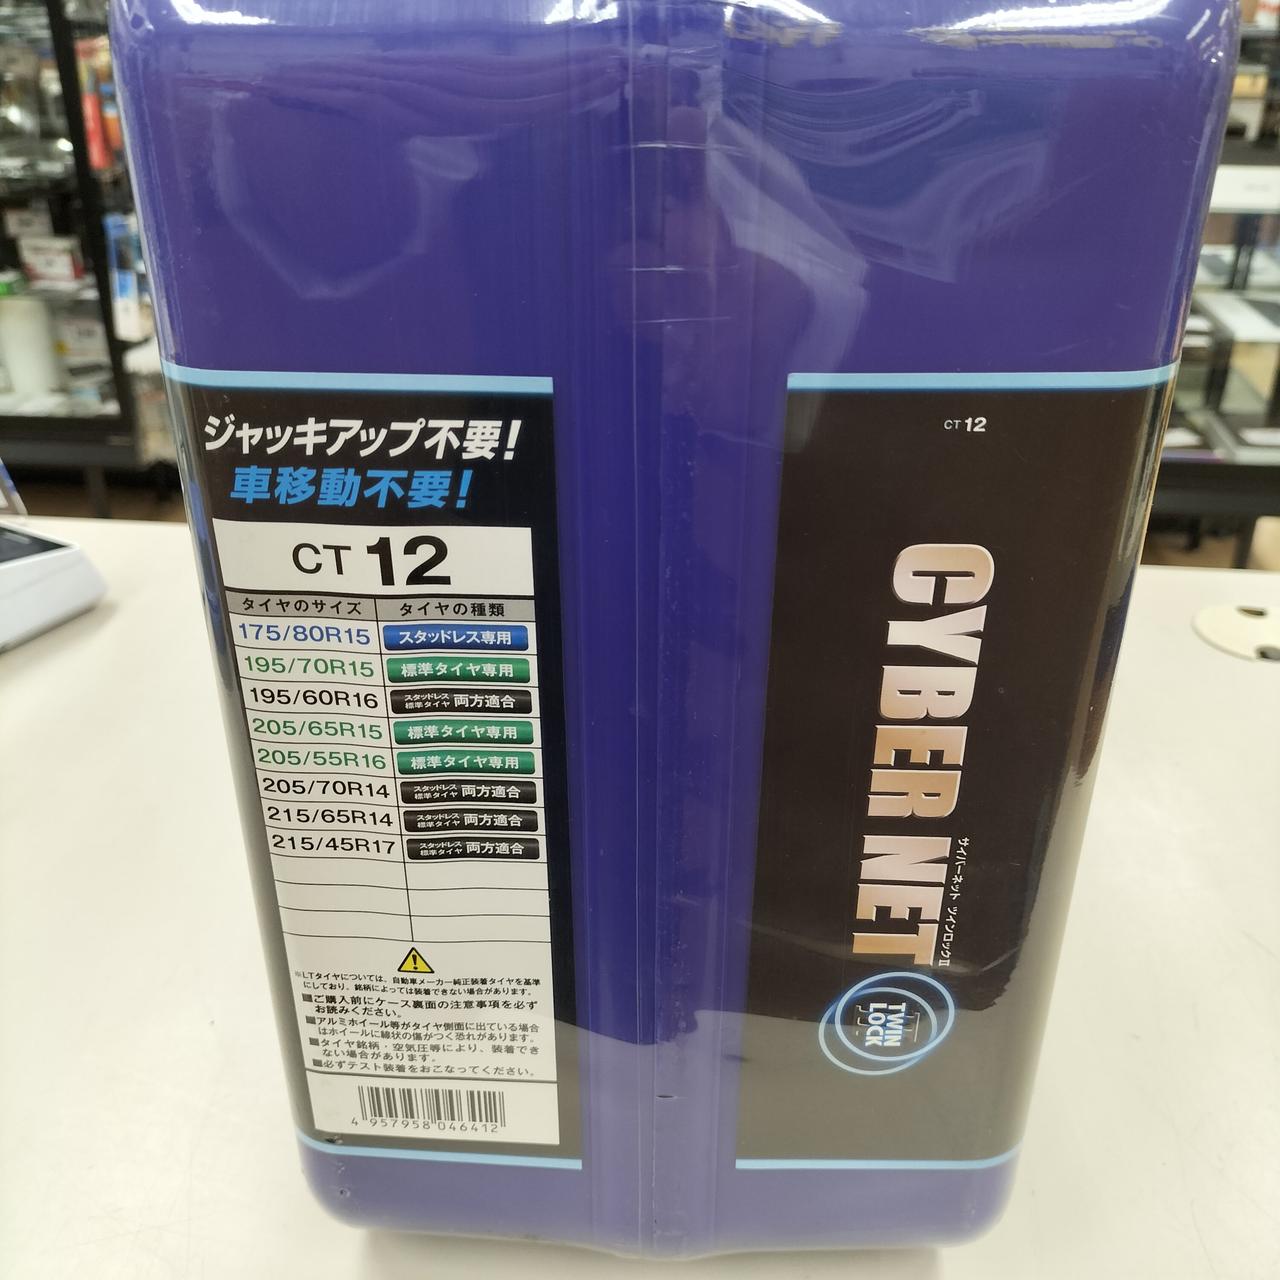 ジャッキアップ不要!
車移動不要!
CT 12
タイヤのサイズ タイヤの種類
175/80R15 スタッドレス専用
195/70R15 標準タイヤ専用
195/60R16 スタッドレス 標準タイヤ 両方適合
205/65R15 標準タイヤ専用
205/55R16 標準タイヤ専用
205/70R14 スタッドレス 標準タイヤ 両方適合
215/65R14 スタッドレス 標準タイヤ 両方適合
215/45R17 スタッドレス 標準タイヤ 両方適合
※LTタイヤについては、自動車メーカー純正装着タイヤを基準
にしており、銘柄によっては装着できない場合があります。
■ご購入前にケース裏面の注意事項を必ず
お読みください。
■アルミホイール等がタイヤ側面に出ている場合
はホイールに線状の傷がつく恐れがあります。
■タイヤ銘柄・空気圧等により、装着でき
ない場合があります。
■必ずテスト装着をおこなってください。
4 957958 046412
CT 12
CYBER NET
サイバーネット ツインロックII
TWIN
LOCK